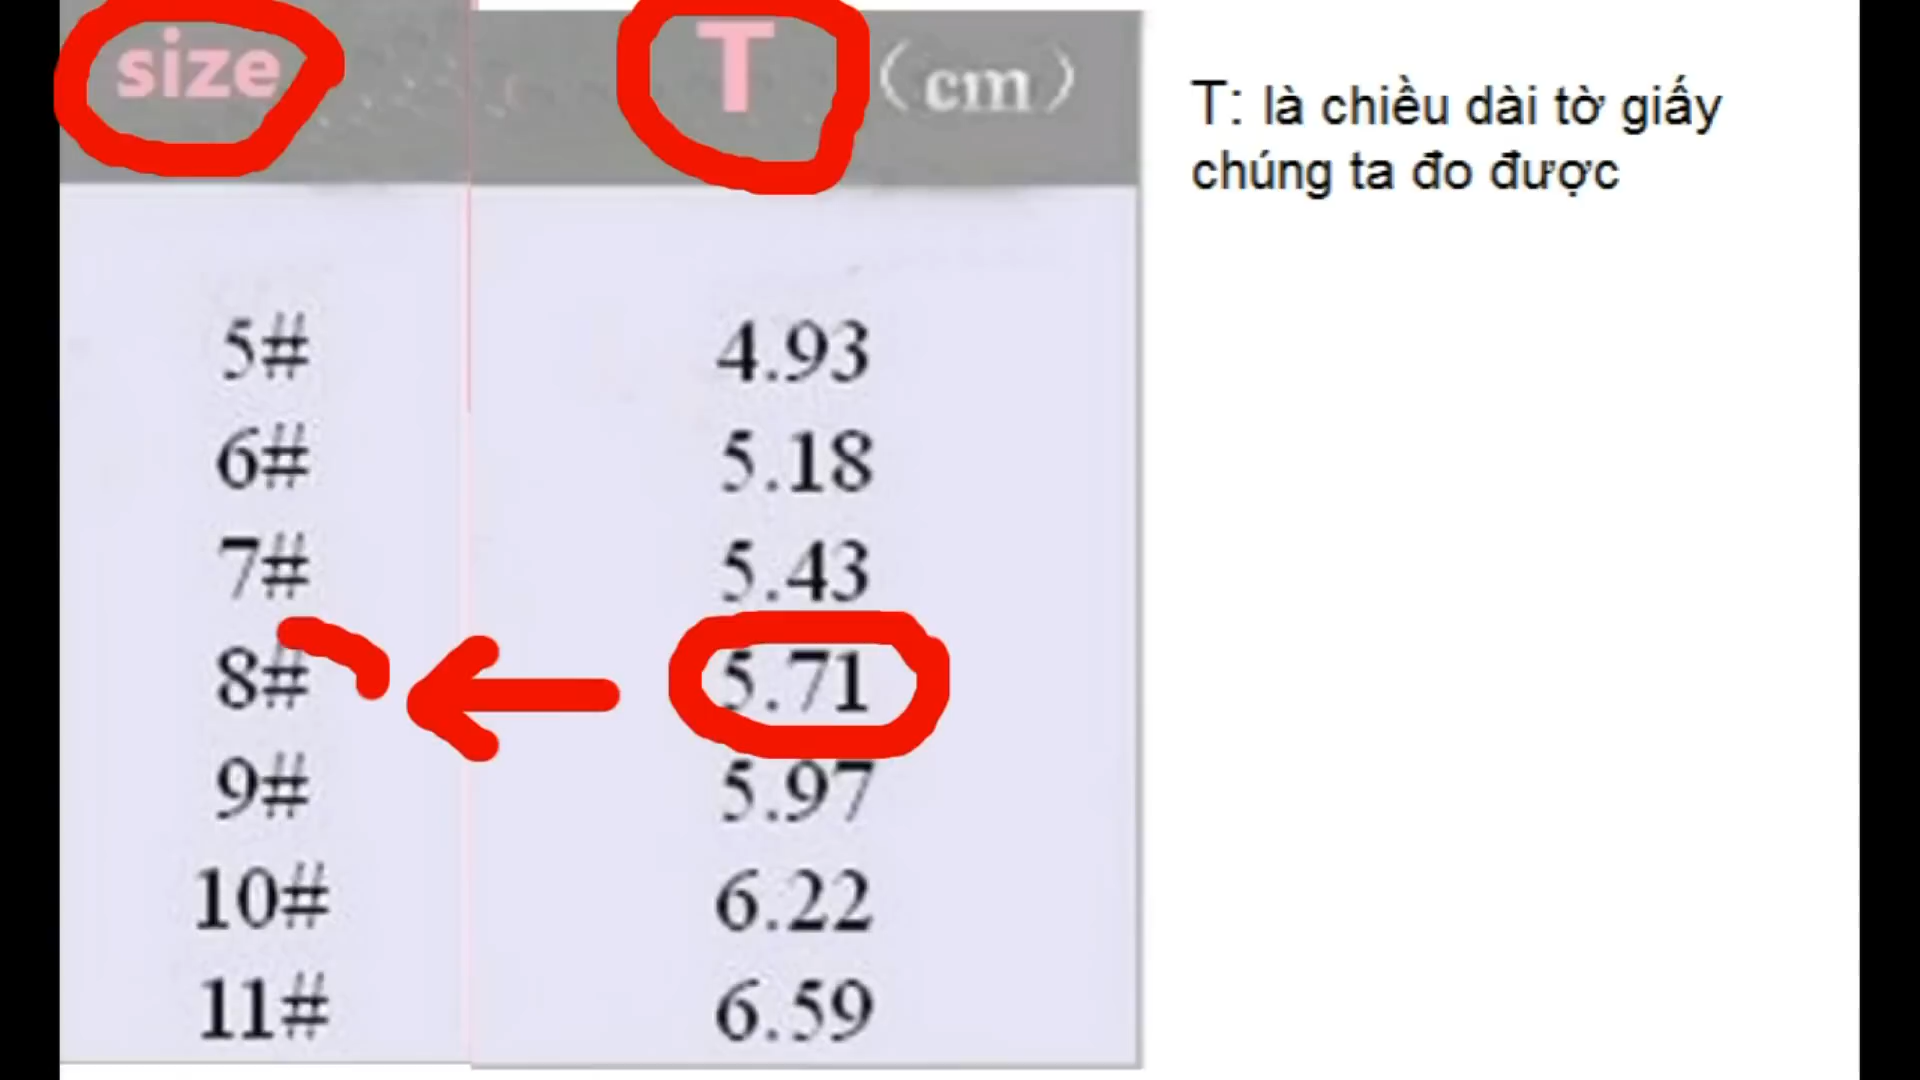 size T (cm)
T: là chiều dài tờ giấy
chúng ta đo được
5# 4.93
6# 5.18
7# 5.43
8# 5.71
9# 5.97
10# 6.22
11# 6.59